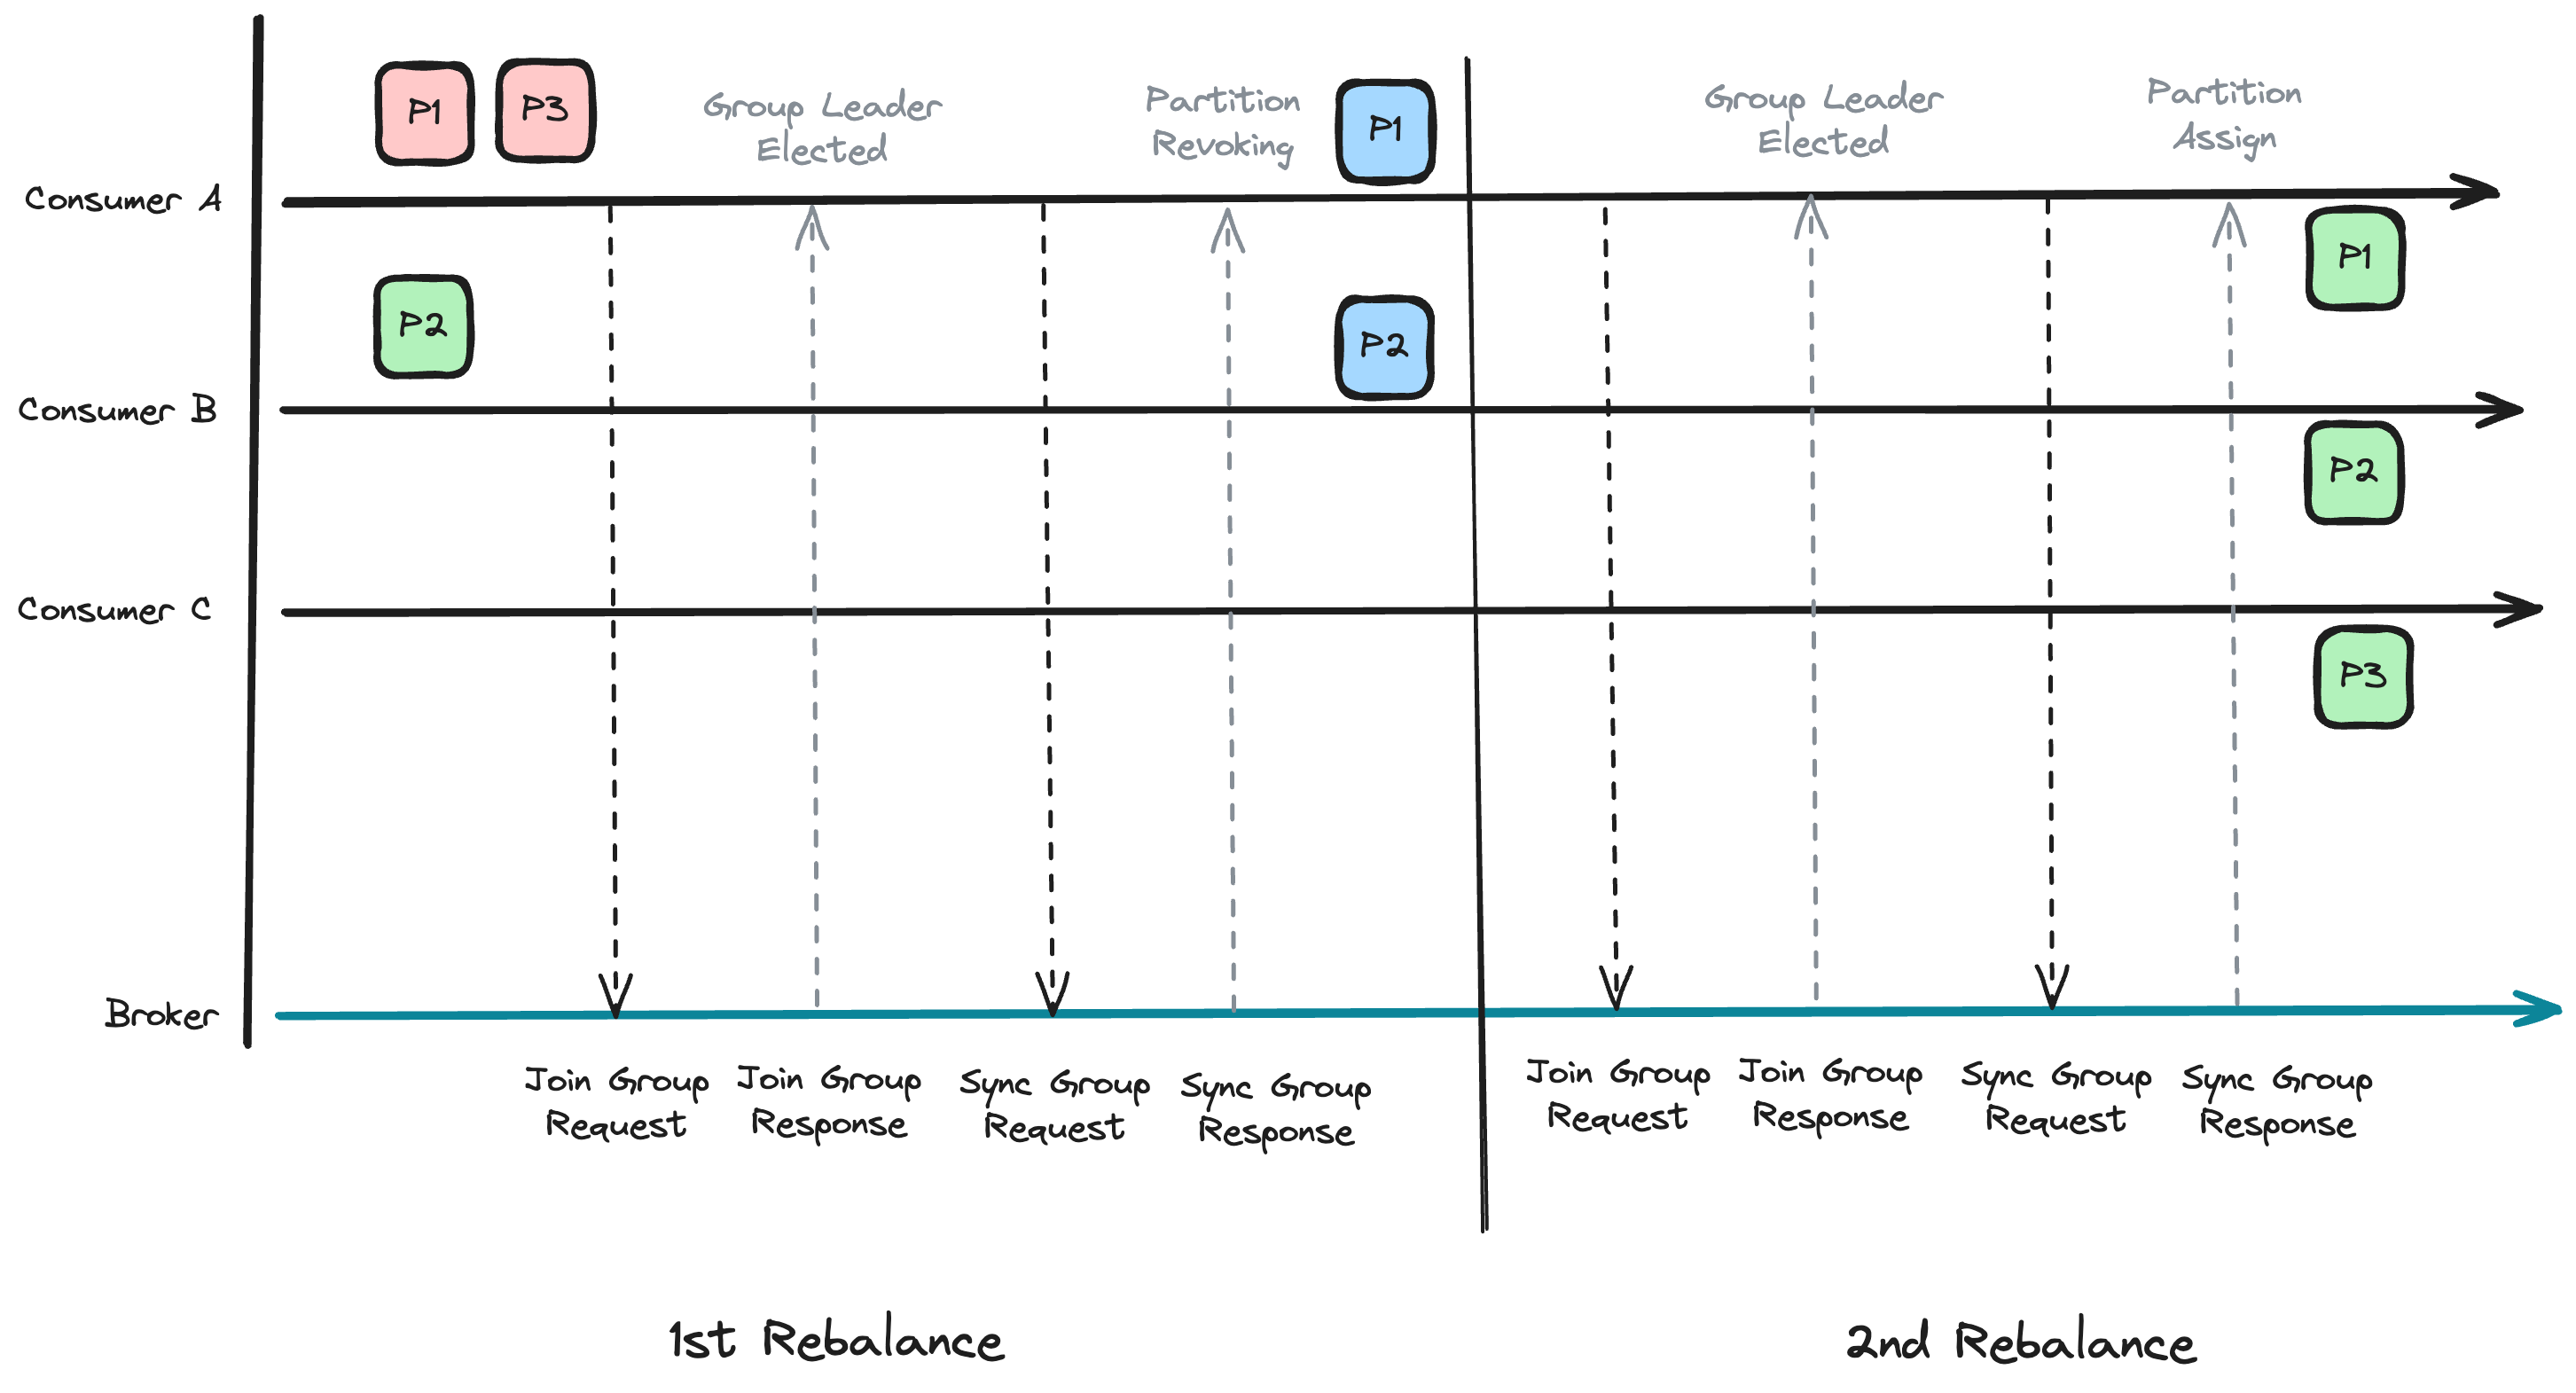 P1
P3
Group Leader
Elected
Partition
Revoking
P1
Group Leader
Elected
Partition
Assign
Consumer A
P1
P2
P2
Consumer B
P2
Consumer C
P3
Broker
Join Group
Request
Join Group
Response
Sync Group
Request
Sync Group
Response
Join Group
Request
Join Group
Response
Sync Group
Request
Sync Group
Response
1st Rebalance
2nd Rebalance